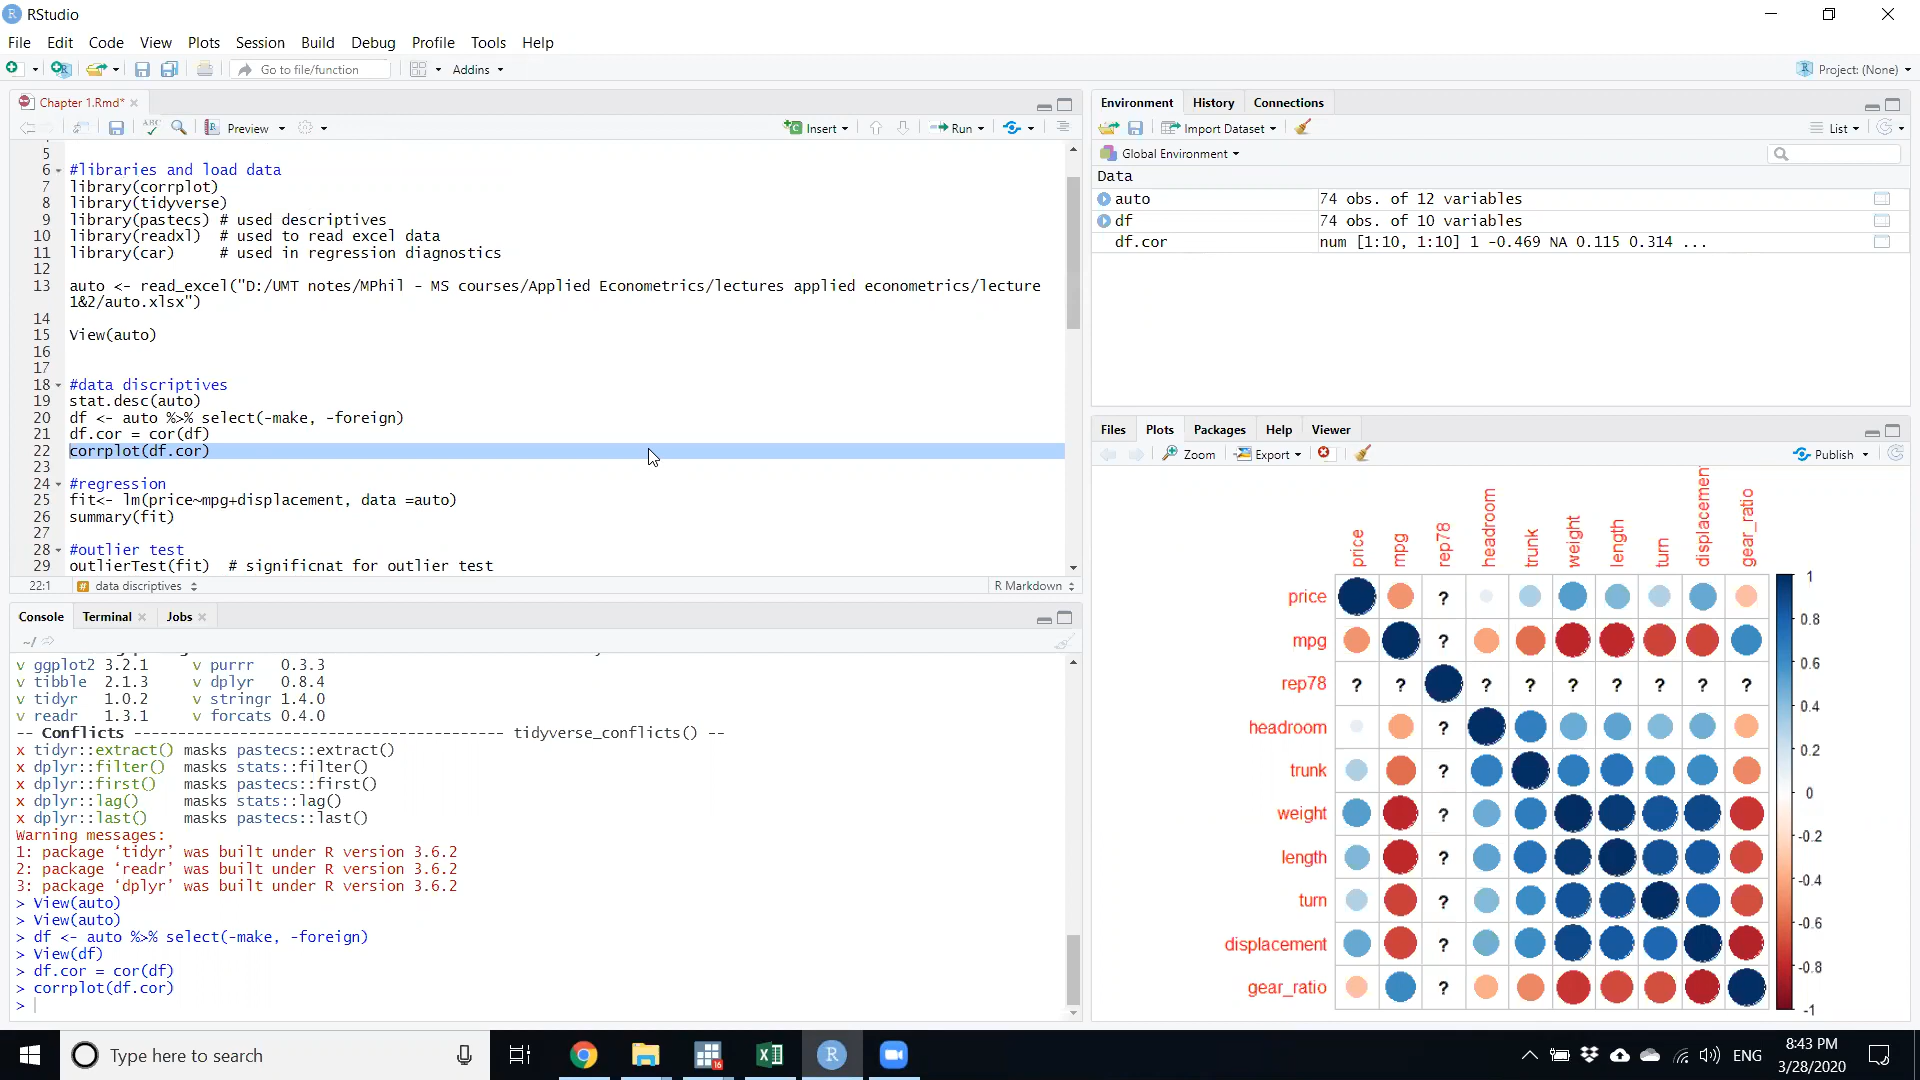 RStudio
File Edit Code View Plots Session Build Debug Profile Tools Help
Go to file/function Addins Project: (None)
Chapter 1.Rmd*
ABC Preview Insert Run
5
6 #libraries and load data
7 library(corrplot)
8 library(tidyverse)
9 library(pastecs) # used descriptives
10 library(readxl) # used to read excel data
11 library(car) # used in regression diagnostics
12
13 auto <- read_excel("D:/UMT notes/MPhil - MS courses/Applied Econometrics/lectures applied econometrics/lecture
1&2/auto.xlsx")
14
15 View(auto)
16
17
18 #data discriptives
19 stat.desc(auto)
20 df <- auto %>% select(-make, -foreign)
21 df.cor = cor(df)
22 corrplot(df.cor)
23
24 #regression
25 fit<- lm(price~mpg+displacement, data =auto)
26 summary(fit)
27
28 #outlier test
29 outlierTest(fit) # significnat for outlier test
22:1 # data discriptives R Markdown
Console Terminal Jobs
~/
v ggplot2 3.2.1 v purrr 0.3.3
v tibble 2.1.3 v dplyr 0.8.4
v tidyr 1.0.2 v stringr 1.4.0
v readr 1.3.1 v forcats 0.4.0
-- Conflicts ------------------------------------------ tidyverse_conflicts() --
x tidyr::extract() masks pastecs::extract()
x dplyr::filter() masks stats::filter()
x dplyr::first() masks pastecs::first()
x dplyr::lag() masks stats::lag()
x dplyr::last() masks pastecs::last()
Warning messages:
1: package ‘tidyr’ was built under R version 3.6.2
2: package ‘readr’ was built under R version 3.6.2
3: package ‘dplyr’ was built under R version 3.6.2
> View(auto)
> View(auto)
> df <- auto %>% select(-make, -foreign)
> View(df)
> df.cor = cor(df)
> corrplot(df.cor)
>
Environment History Connections
Import Dataset List
Global Environment
Data
auto 74 obs. of 12 variables
df 74 obs. of 10 variables
df.cor num [1:10, 1:10] 1 -0.469 NA 0.115 0.314 ...
Files Plots Packages Help Viewer
Zoom Export Publish
price mpg rep78 headroom trunk weight length turn displacemen gear_ratio
price ?
mpg ?
rep78 ? ? ? ? ? ? ? ? ?
headroom ?
trunk ?
weight ?
length ?
turn ?
displacement ?
gear_ratio ?
1
0.8
0.6
0.4
0.2
0
-0.2
-0.4
-0.6
-0.8
-1
Type here to search
16
R
ENG
8:43 PM
3/28/2020